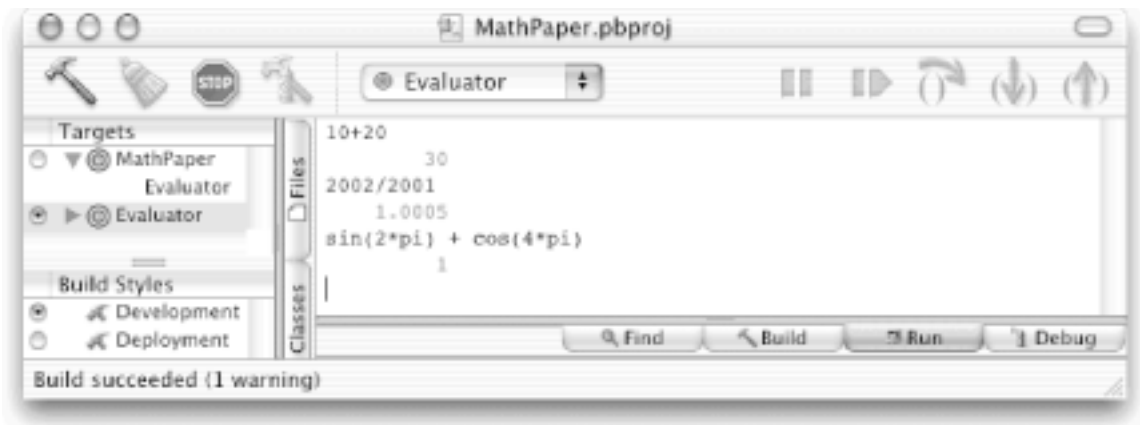 MathPaper.pbproj
STOP
Evaluator
Targets
MathPaper
Evaluator
Evaluator
Build Styles
Development
Deployment
Files
Classes
10+20
30
2002/2001
1.0005
sin(2*pi) + cos(4*pi)
1
Find
Build
Run
Debug
Build succeeded (1 warning)